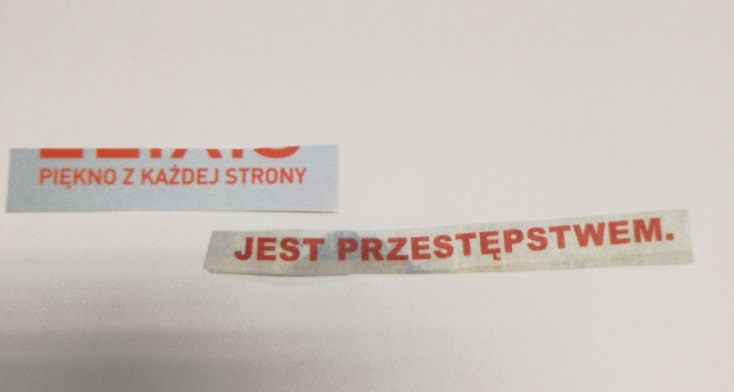 PIĘKNO Z KAŻDEJ STRONY
JEST PRZESTĘPSTWEM.